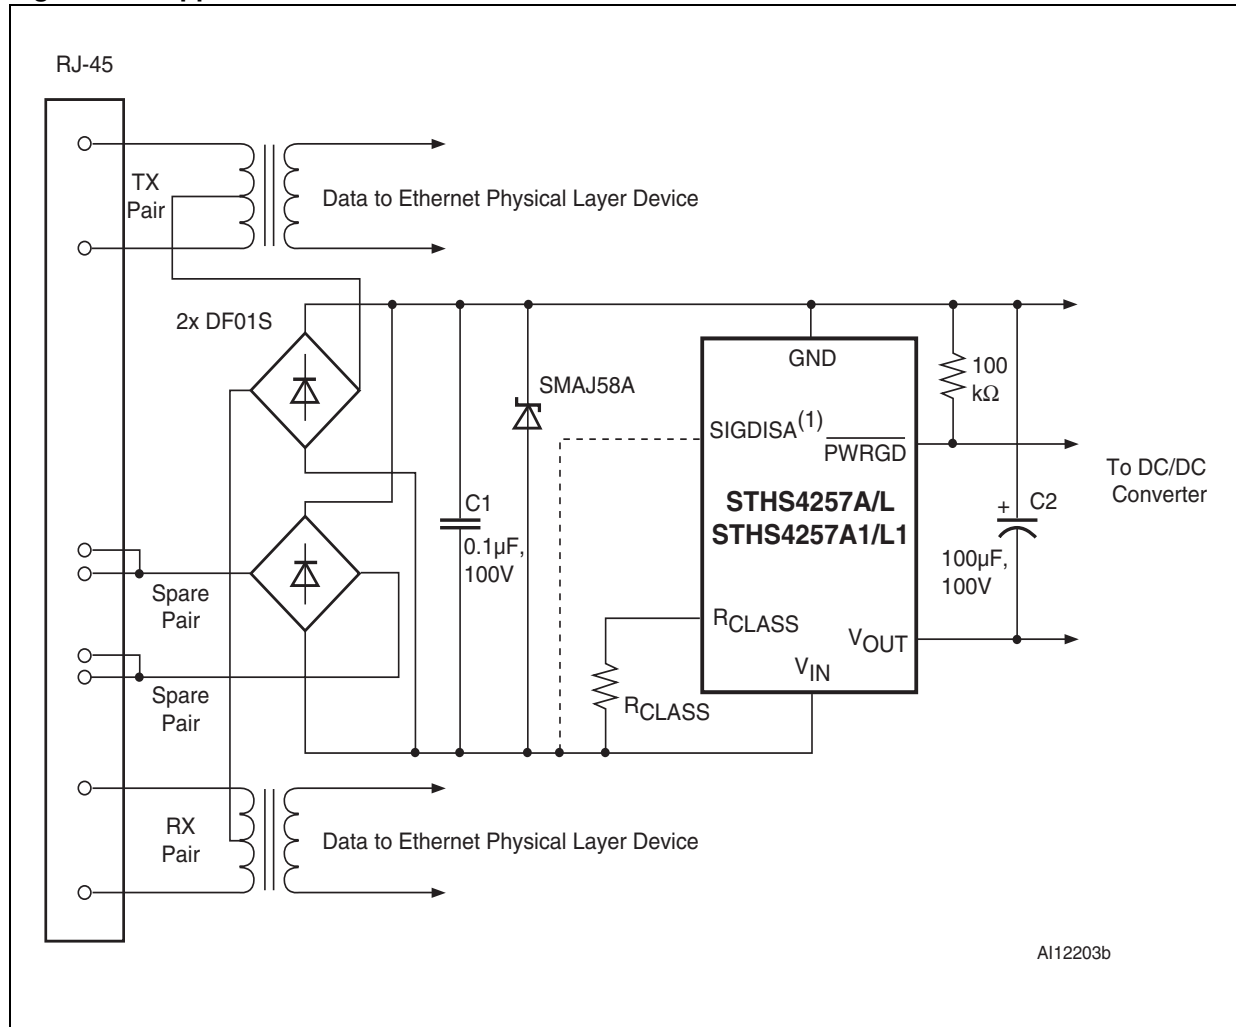 RJ-45
TX
Pair
Data to Ethernet Physical Layer Device
2x DF01S
GND
100
kΩ
SMAJ58A
SIGDISA(1)
PWRGD
To DC/DC
Converter
STHS4257A/L
STHS4257A1/L1
C1
0.1µF,
100V
+ C2
100µF,
100V
Spare
Pair
RCLASS
VOUT
VIN
Spare
Pair
RCLASS
RX
Pair
Data to Ethernet Physical Layer Device
AI12203b